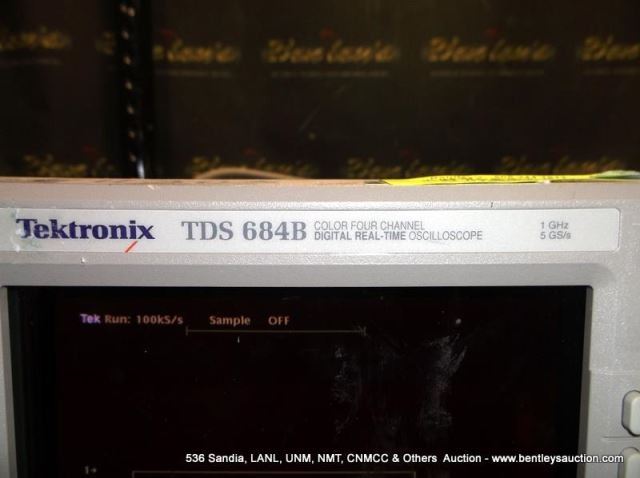 Tektronix TDS 684B COLOR FOUR CHANNEL
DIGITAL REAL-TIME OSCILLOSCOPE
1 GHz
5 GS/s
Tek Run: 100kS/s Sample OFF
1→
536 Sandia, LANL, UNM, NMT, CNMCC & Others Auction - www.bentleysauction.com